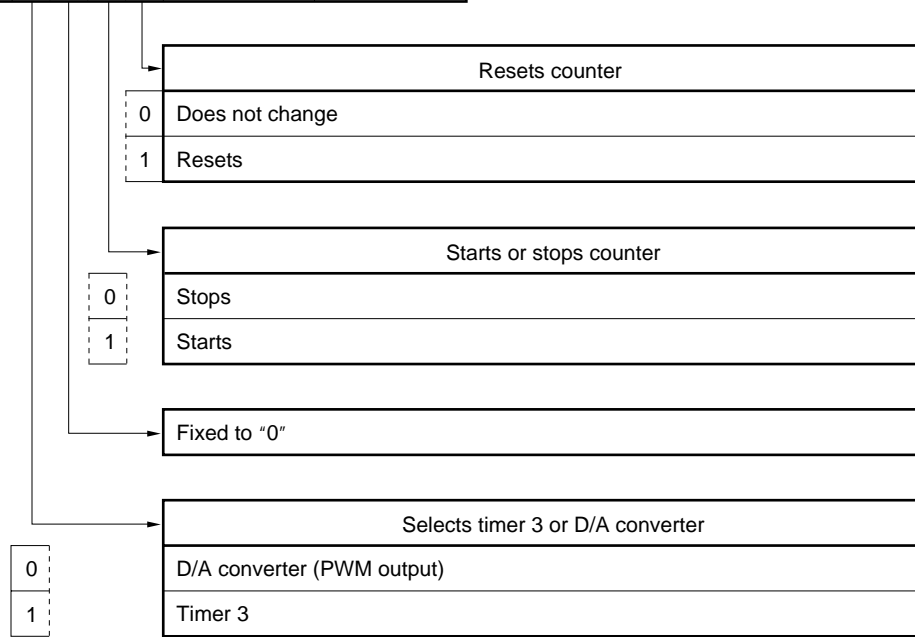 Resets counter
0 Does not change
1 Resets
Starts or stops counter
0 Stops
1 Starts
Fixed to "0"
Selects timer 3 or D/A converter
0 D/A converter (PWM output)
1 Timer 3